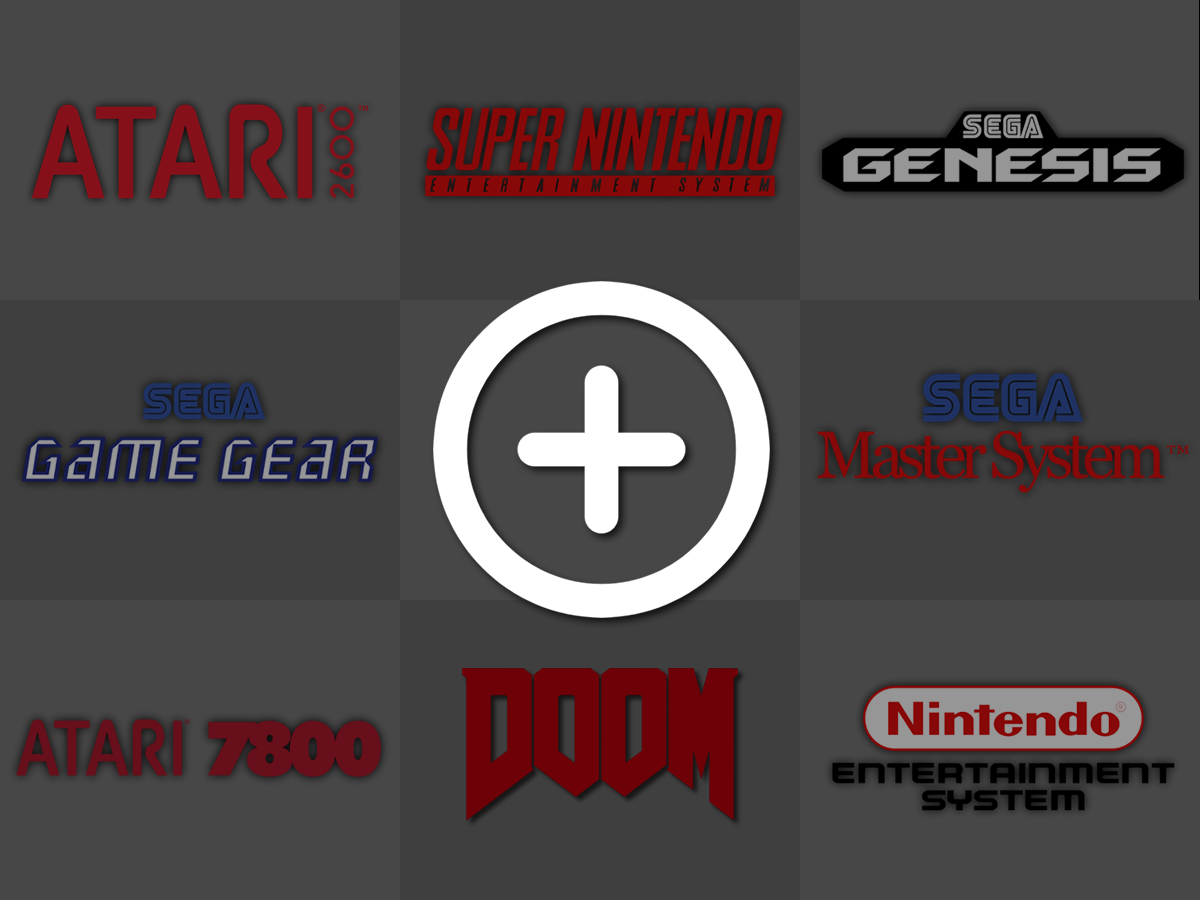 ATARI® 2600™
SUPER NINTENDO
ENTERTAINMENT SYSTEM
SEGA
GENESIS
SEGA
GAME GEAR
SEGA
Master System™
ATARI® 7800
DOOM
Nintendo®
ENTERTAINMENT
SYSTEM